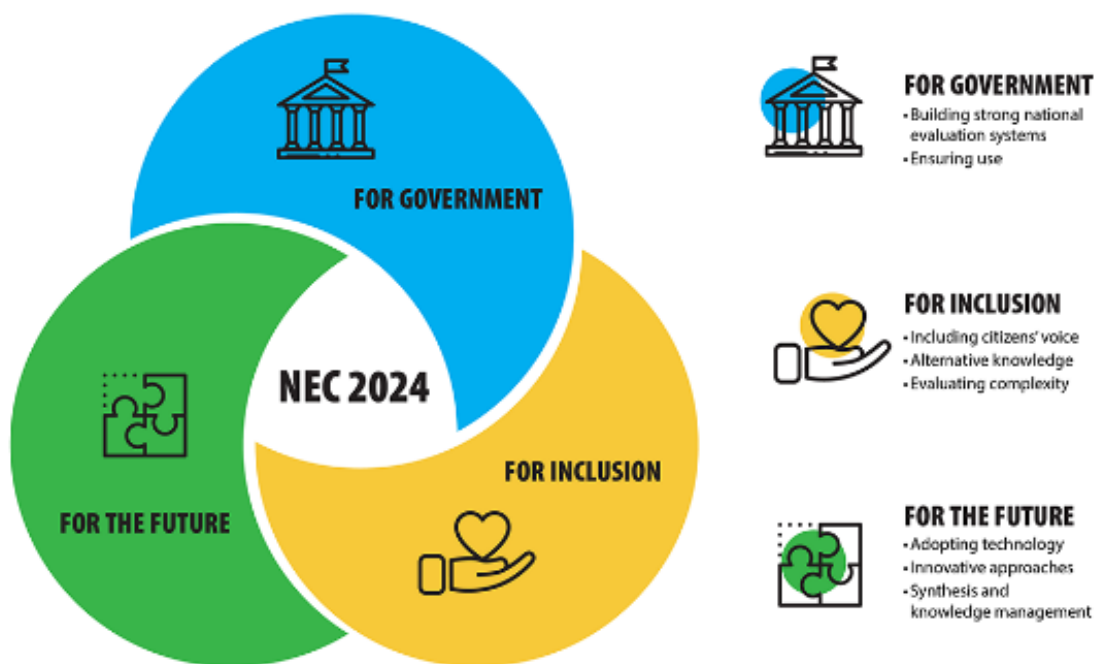 FOR GOVERNMENT
NEC 2024
FOR INCLUSION
FOR THE FUTURE
FOR GOVERNMENT
• Building strong national
evaluation systems
• Ensuring use
FOR INCLUSION
• Including citizens' voice
• Alternative knowledge
• Evaluating complexity
FOR THE FUTURE
• Adopting technology
• Innovative approaches
• Synthesis and
knowledge management